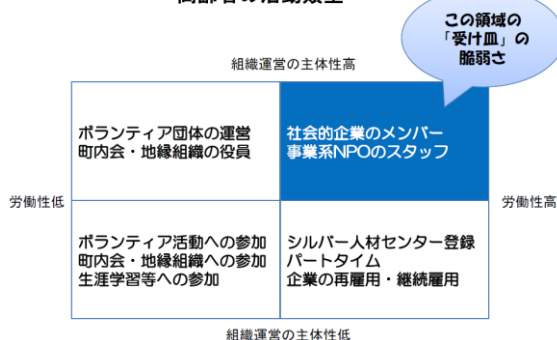 この領域の
「受け皿」の
脆弱さ
組織運営の主体性高
ボランティア団体の運営
町内会・地縁組織の役員
社会的企業のメンバー
事業系NPOのスタッフ
労働性低
労働性高
ボランティア活動への参加
町内会・地縁組織への参加
生涯学習等への参加
シルバー人材センター登録
パートタイム
企業の再雇用・継続雇用
組織運営の主体性低